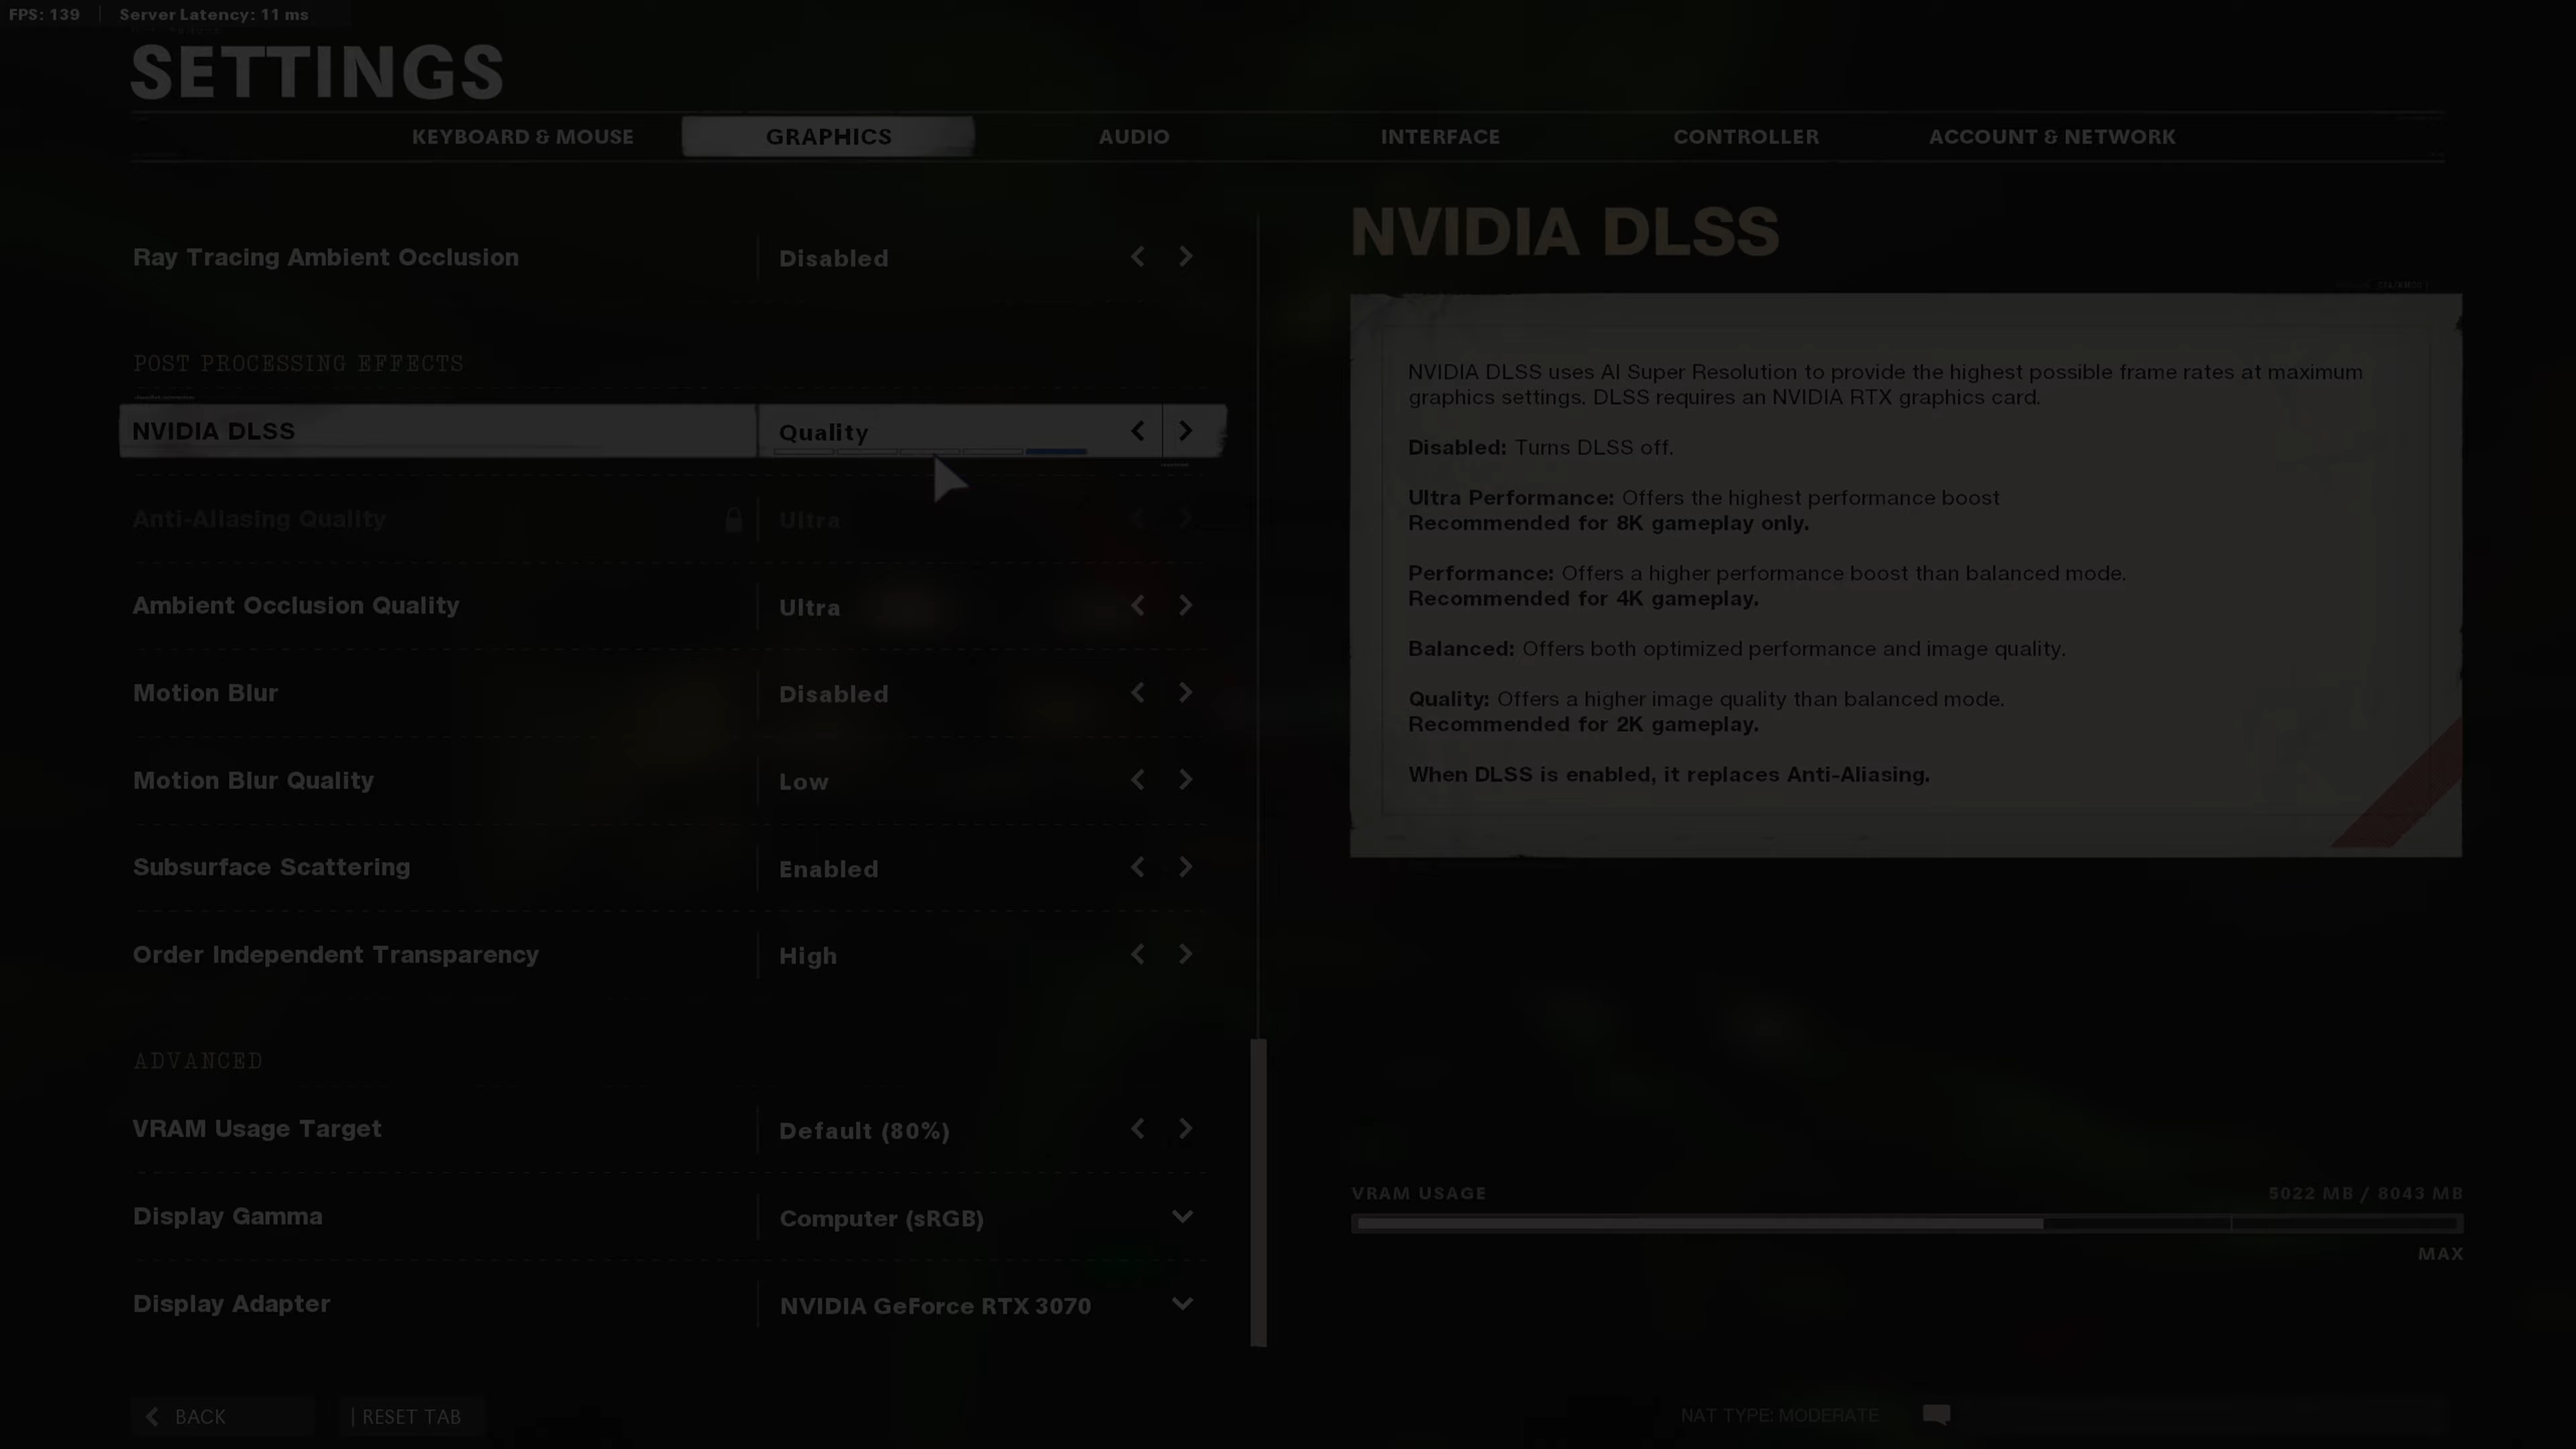 FPS: 139 | Server Latency: 11 ms
SETTINGS
KEYBOARD & MOUSE
GRAPHICS
AUDIO
INTERFACE
CONTROLLER
ACCOUNT & NETWORK
Ray Tracing Ambient Occlusion
Disabled
POST PROCESSING EFFECTS
NVIDIA DLSS
Quality
Anti-Aliasing Quality
Ultra
Ambient Occlusion Quality
Ultra
Motion Blur
Disabled
Motion Blur Quality
Low
Subsurface Scattering
Enabled
Order Independent Transparency
High
ADVANCED
VRAM Usage Target
Default (80%)
Display Gamma
Computer (sRGB)
Display Adapter
NVIDIA GeForce RTX 3070
NVIDIA DLSS
NVIDIA DLSS uses AI Super Resolution to provide the highest possible frame rates at maximum
graphics settings. DLSS requires an NVIDIA RTX graphics card.
Disabled: Turns DLSS off.
Ultra Performance: Offers the highest performance boost
Recommended for 8K gameplay only.
Performance: Offers a higher performance boost than balanced mode.
Recommended for 4K gameplay.
Balanced: Offers both optimized performance and image quality.
Quality: Offers a higher image quality than balanced mode.
Recommended for 2K gameplay.
When DLSS is enabled, it replaces Anti-Aliasing.
VRAM USAGE
5022 MB / 8043 MB
MAX
BACK
RESET TAB
NAT TYPE: MODERATE